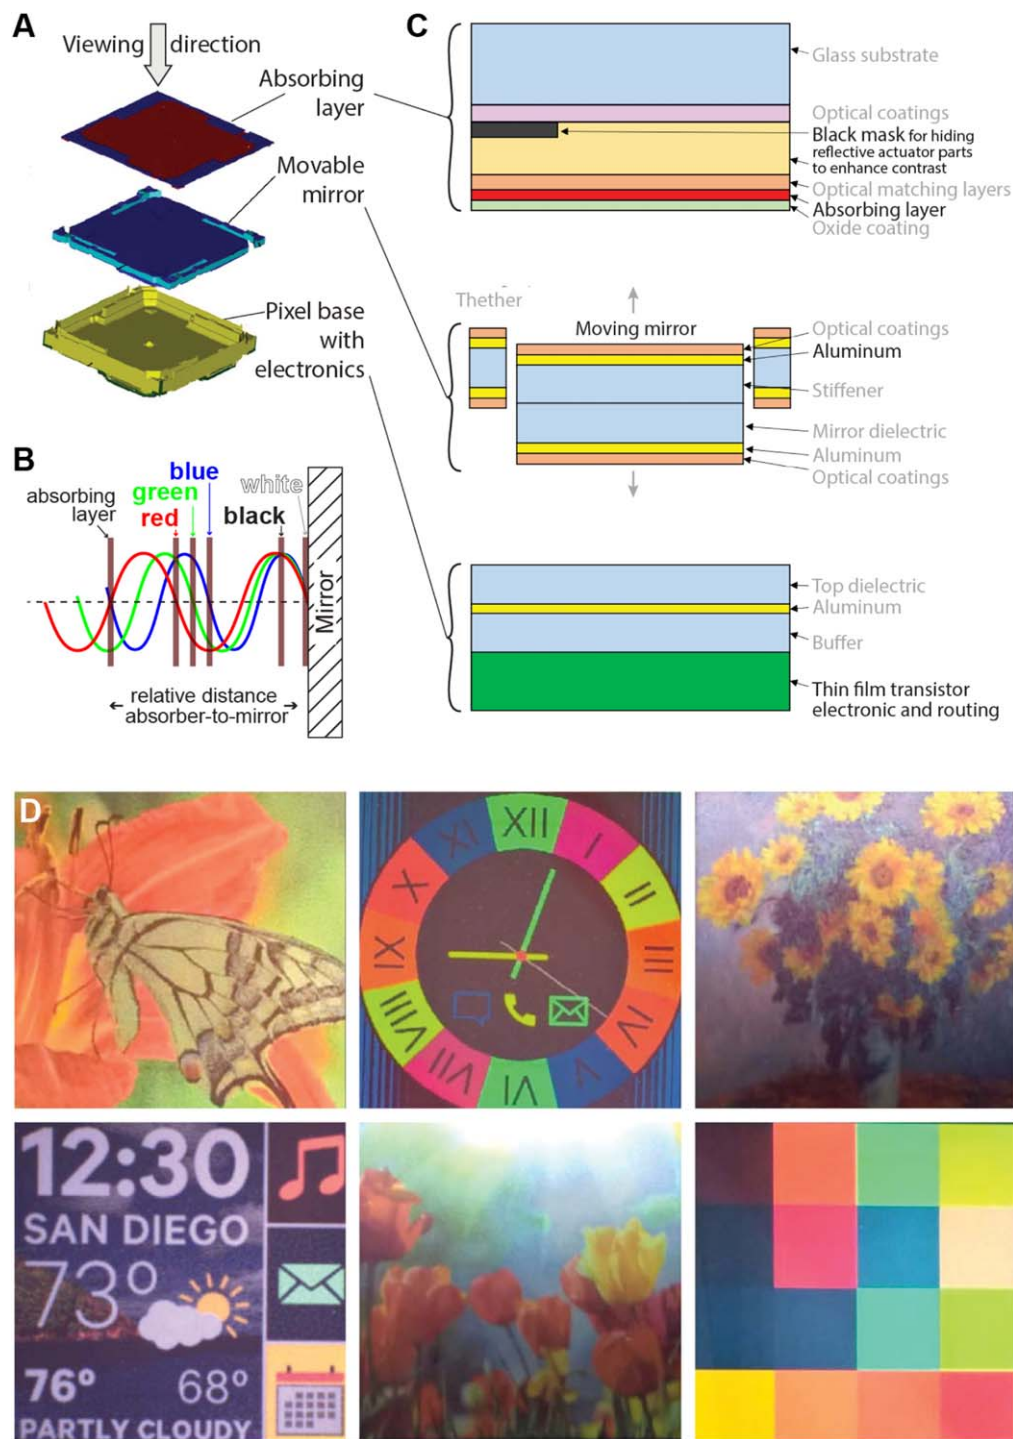 A
Viewing direction
Absorbing
layer
Movable
mirror
Pixel base
with
electronics
C
Glass substrate
Optical coatings
Black mask for hiding
reflective actuator parts
to enhance contrast
Optical matching layers
Absorbing layer
Oxide coating
Thether
Moving mirror
Optical coatings
Aluminum
Stiffener
Mirror dielectric
Aluminum
Optical coatings
Top dielectric
Aluminum
Buffer
Thin film transistor
electronic and routing
B
absorbing
layer
blue
green
red
white
black
Mirror
relative distance
absorber-to-mirror
D
XII
I
II
III
IV
V
VI
VII
VIII
IX
X
XI
12:30
SAN DIEGO
73°
76° 68°
PARTLY CLOUDY